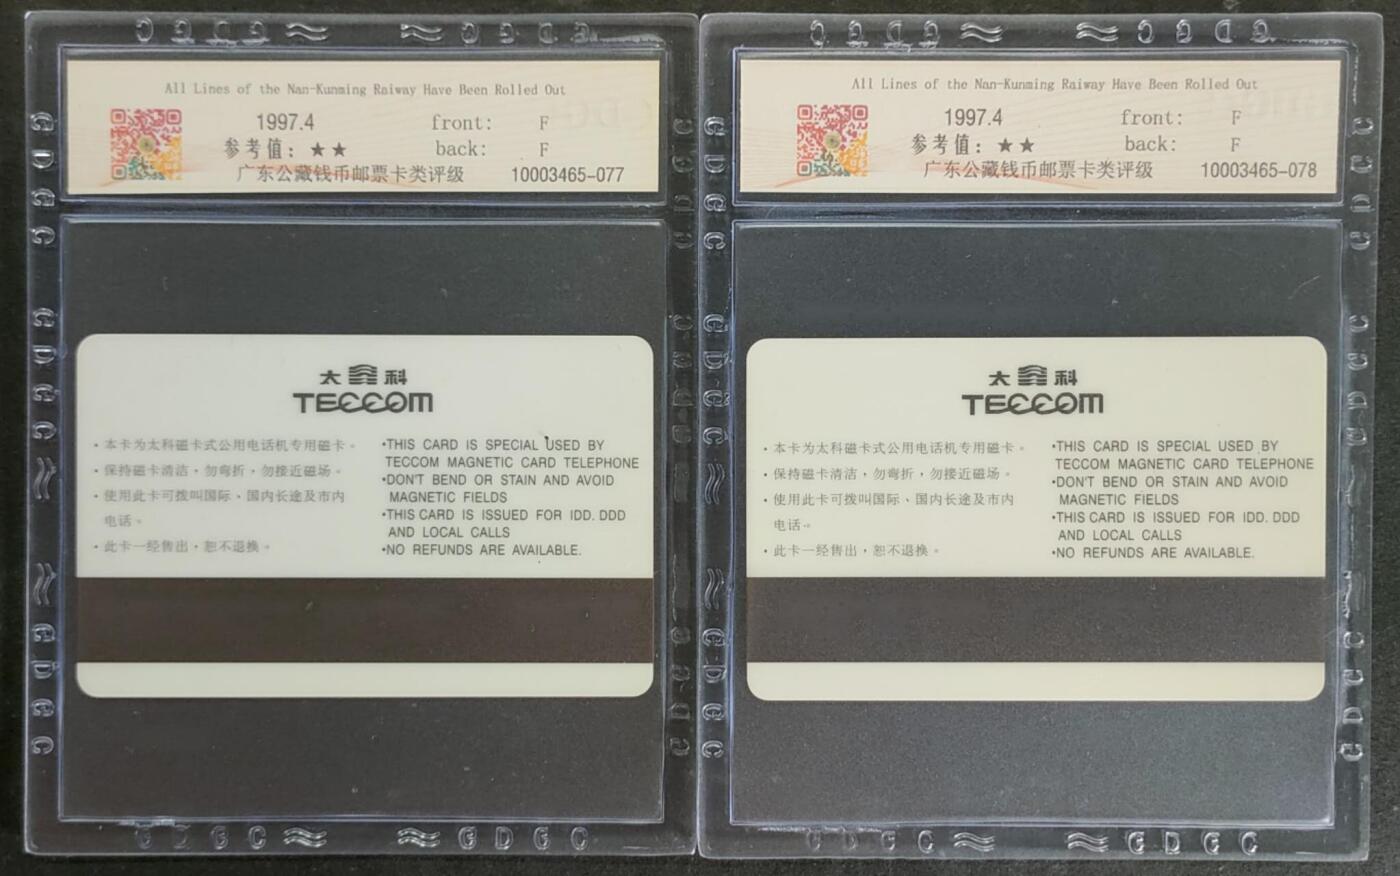 G D G C
C G D G
All Lines of the Nan-Kunming Raiway Have Been Rolled Out
1997.4 front: F
参考值：★★ back: F
广东公藏钱币邮票卡类评级 10003465-077
太 科
TECCOM
·本卡为太科磁卡式公用电话机专用磁卡。
·保持磁卡清洁，勿弯折，勿接近磁场。
·使用此卡可拨叫国际、国内长途及市内
电话。
·此卡一经售出，恕不退换。
·THIS CARD IS SPECIAL USED BY
TECCOM MAGNETIC CARD TELEPHONE
·DON'T BEND OR STAIN AND AVOID
MAGNETIC FIELDS
·THIS CARD IS ISSUED FOR IDD. DDD
AND LOCAL CALLS
·NO REFUNDS ARE AVAILABLE.
G D G C
G D G C
All Lines of the Nan-Kunming Raiway Have Been Rolled Out
1997.4 front: F
参考值：★★ back: F
广东公藏钱币邮票卡类评级 10003465-078
太 科
TECCOM
·本卡为太科磁卡式公用电话机专用磁卡。
·保持磁卡清洁，勿弯折，勿接近磁场。
·使用此卡可拨叫国际、国内长途及市内
电话。
·此卡一经售出，恕不退换。
·THIS CARD IS SPECIAL USED BY
TECCOM MAGNETIC CARD TELEPHONE
·DON'T BEND OR STAIN AND AVOID
MAGNETIC FIELDS
·THIS CARD IS ISSUED FOR IDD. DDD
AND LOCAL CALLS
·NO REFUNDS ARE AVAILABLE.
G D G C
G D G C